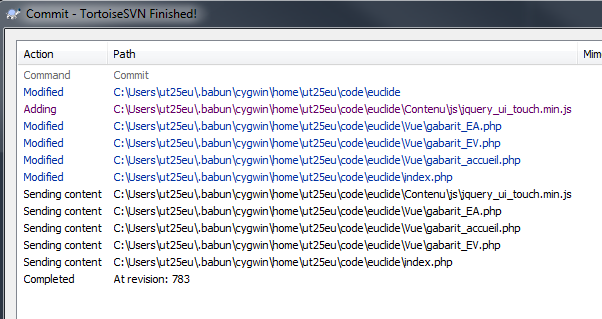 Commit - TortoiseSVN Finished!
Action Path Mim
Command Commit
Modified C:\Users\ut25eu\.babun\cygwin\home\ut25eu\code\euclide
Adding C:\Users\ut25eu\.babun\cygwin\home\ut25eu\code\euclide\Contenu\js\jquery_ui_touch.min.js
Modified C:\Users\ut25eu\.babun\cygwin\home\ut25eu\code\euclide\Vue\gabarit_EA.php
Modified C:\Users\ut25eu\.babun\cygwin\home\ut25eu\code\euclide\Vue\gabarit_EV.php
Modified C:\Users\ut25eu\.babun\cygwin\home\ut25eu\code\euclide\Vue\gabarit_accueil.php
Modified C:\Users\ut25eu\.babun\cygwin\home\ut25eu\code\euclide\index.php
Sending content C:\Users\ut25eu\.babun\cygwin\home\ut25eu\code\euclide\Contenu\js\jquery_ui_touch.min.js
Sending content C:\Users\ut25eu\.babun\cygwin\home\ut25eu\code\euclide\Vue\gabarit_EA.php
Sending content C:\Users\ut25eu\.babun\cygwin\home\ut25eu\code\euclide\Vue\gabarit_accueil.php
Sending content C:\Users\ut25eu\.babun\cygwin\home\ut25eu\code\euclide\Vue\gabarit_EV.php
Sending content C:\Users\ut25eu\.babun\cygwin\home\ut25eu\code\euclide\index.php
Completed At revision: 783